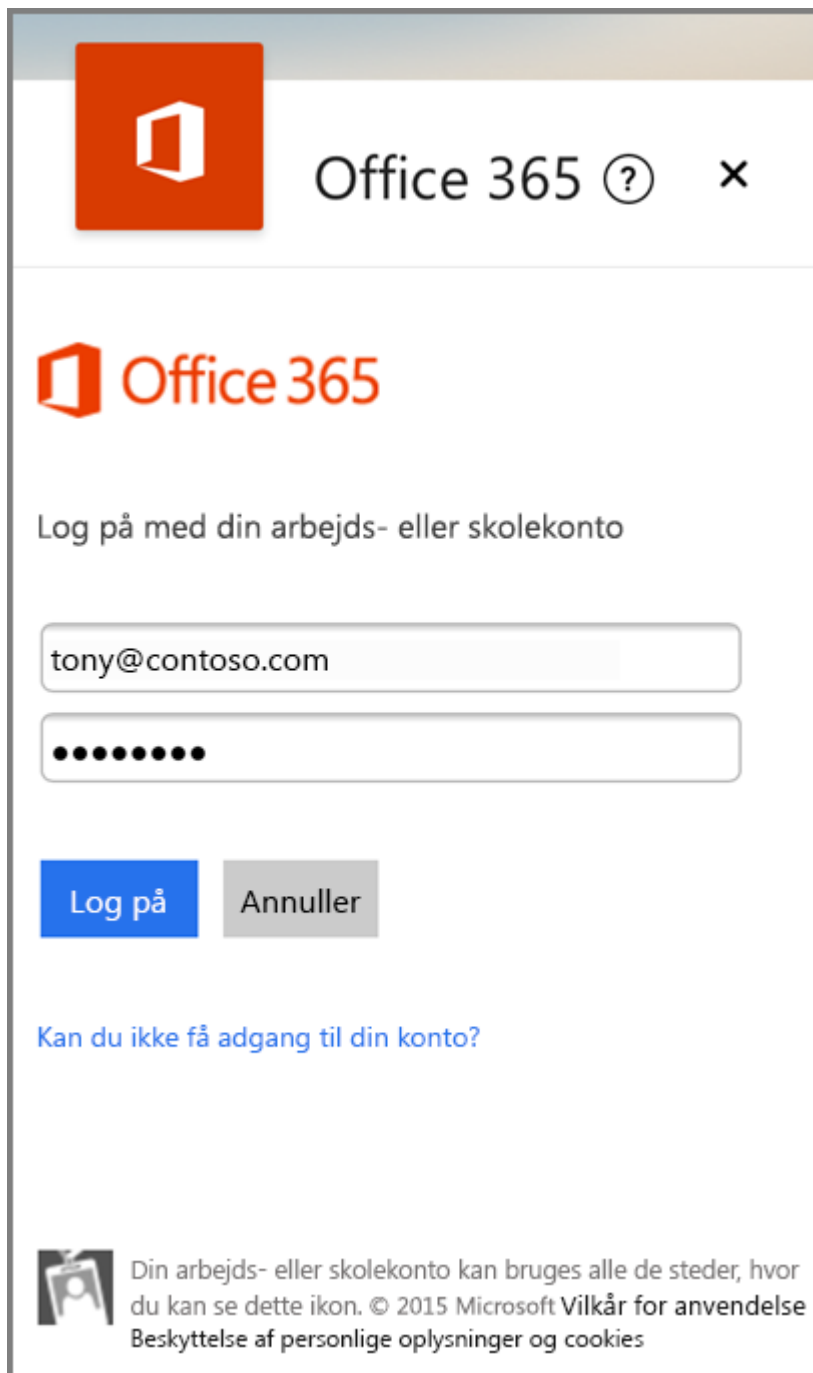 Office 365 ?
Office 365
Log på med din arbejds- eller skolekonto
tony@contoso.com
••••••••
Log på
Annuller
Kan du ikke få adgang til din konto?
Din arbejds- eller skolekonto kan bruges alle de steder, hvor
du kan se dette ikon. © 2015 Microsoft Vilkår for anvendelse
Beskyttelse af personlige oplysninger og cookies